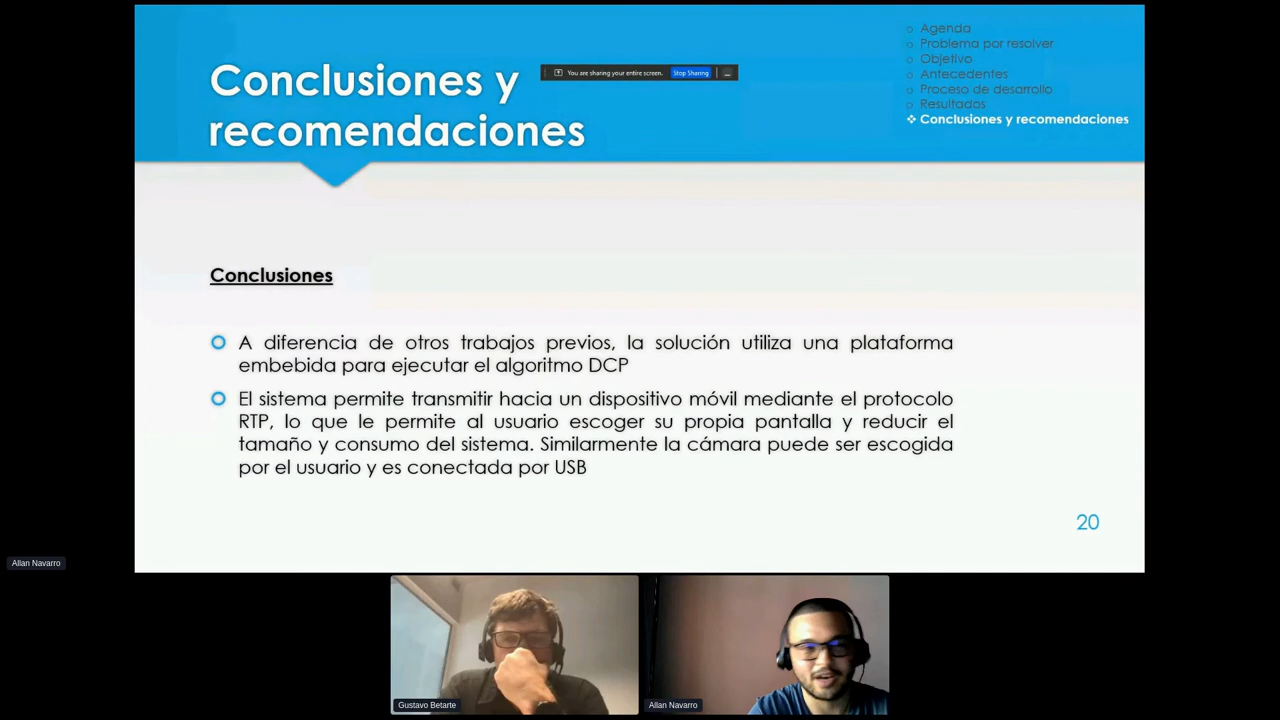 Conclusiones y
recomendaciones
You are sharing your entire screen. Stop Sharing
Agenda
Problema por resolver
Objetivo
Antecedentes
Proceso de desarrollo
Resultados
Conclusiones y recomendaciones
Conclusiones
A diferencia de otros trabajos previos, la solución utiliza una plataforma
embebida para ejecutar el algoritmo DCP
El sistema permite transmitir hacia un dispositivo móvil mediante el protocolo
RTP, lo que le permite al usuario escoger su propia pantalla y reducir el
tamaño y consumo del sistema. Similarmente la cámara puede ser escogida
por el usuario y es conectada por USB
20
Allan Navarro
Gustavo Betarte
Allan Navarro